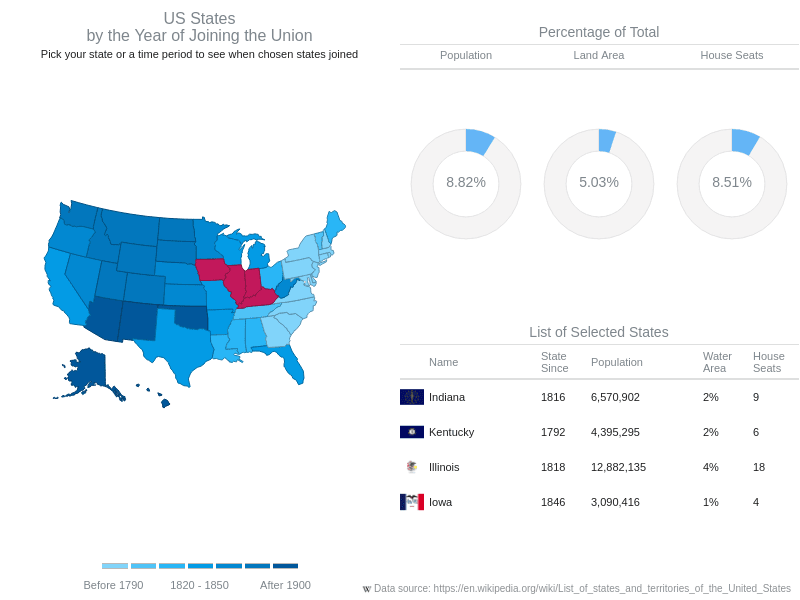 US States
by the Year of Joining the Union
Pick your state or a time period to see when chosen states joined
Before 1790 1820 - 1850 After 1900
Percentage of Total
Population Land Area House Seats
8.82% 5.03% 8.51%
List of Selected States
Name State Since Population Water Area House Seats
Indiana 1816 6,570,902 2% 9
Kentucky 1792 4,395,295 2% 6
Illinois 1818 12,882,135 4% 18
Iowa 1846 3,090,416 1% 4
Data source: https://en.wikipedia.org/wiki/List_of_states_and_territories_of_the_United_States